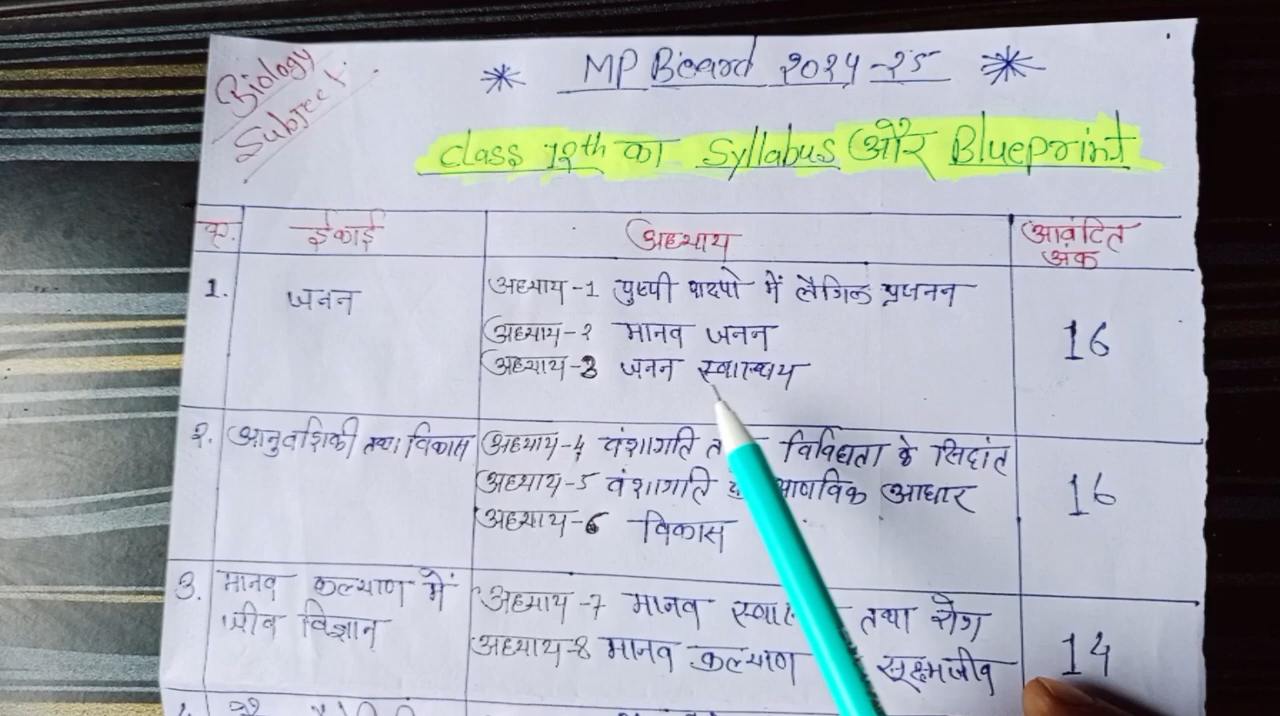 Biology
Subject.
MP Board 2024-25
Class 12th का Syllabus और Blueprint
क्र. ईकाई अध्याय आवंटित
अंक
1. जनन अध्याय-1 पुष्पी पादपो में लैंगिक प्रजनन
अध्याय-2 मानव जनन
अध्याय-3 जनन स्वास्थय
16
2. आनुवंशिकी तथा विकास अध्याय-4 वंशागति विविधता के सिद्धांत
अध्याय-5 वंशागति आणविक आधार
अध्याय-6 विकास
16
3. मानव कल्याण में
जीव विज्ञान
अध्याय-7 मानव तथा रोग
अध्याय-8 मानव कल्याण सूक्ष्मजीव
14